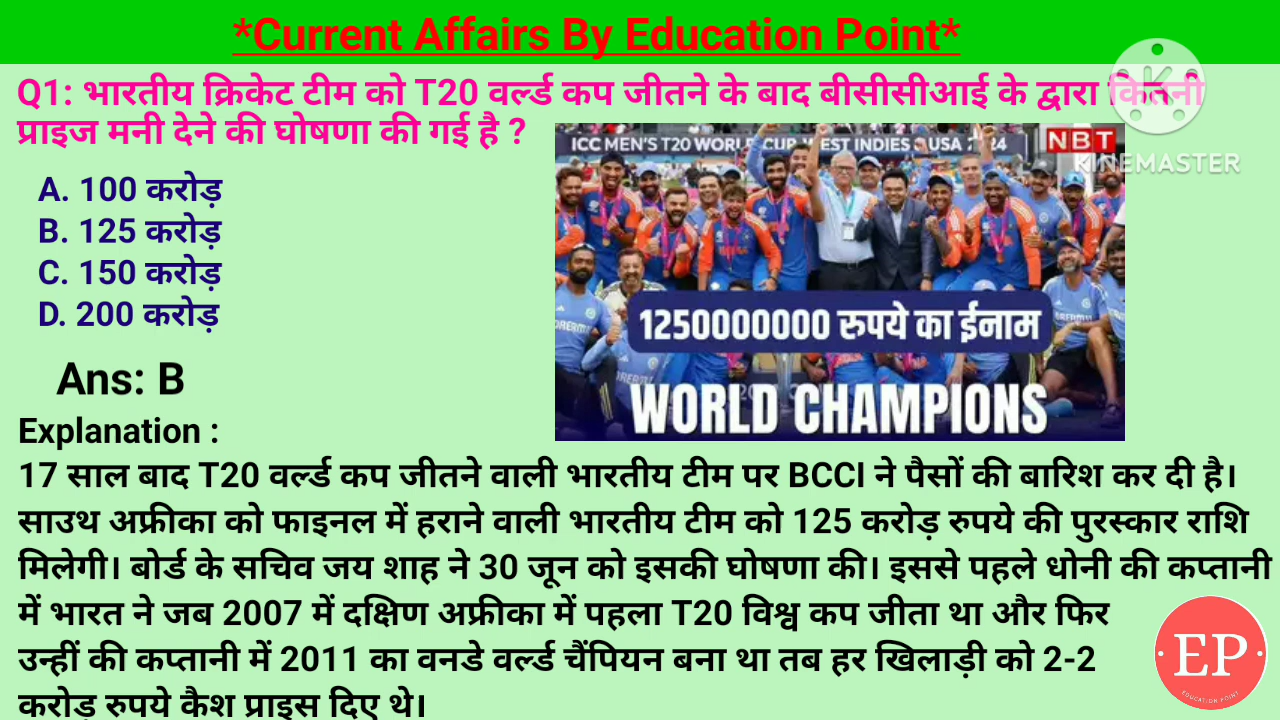 *Current Affairs By Education Point*
Q1: भारतीय क्रिकेट टीम को T20 वर्ल्ड कप जीतने के बाद बीसीसीआई के द्वारा कितनी
प्राइज मनी देने की घोषणा की गई है ?
ICC MEN'S T20 WORLD CUP WEST INDIES & USA 2024
NBT
KINEMASTER
A. 100 करोड़
B. 125 करोड़
C. 150 करोड़
D. 200 करोड़
1250000000 रुपये का ईनाम
WORLD CHAMPIONS
Ans: B
Explanation :
17 साल बाद T20 वर्ल्ड कप जीतने वाली भारतीय टीम पर BCCI ने पैसों की बारिश कर दी है।
साउथ अफ्रीका को फाइनल में हराने वाली भारतीय टीम को 125 करोड़ रुपये की पुरस्कार राशि
मिलेगी। बोर्ड के सचिव जय शाह ने 30 जून को इसकी घोषणा की। इससे पहले धोनी की कप्तानी
में भारत ने जब 2007 में दक्षिण अफ्रीका में पहला T20 विश्व कप जीता था और फिर
उन्हीं की कप्तानी में 2011 का वनडे वर्ल्ड चैंपियन बना था तब हर खिलाड़ी को 2-2
करोड़ रुपये कैश प्राइस दिए थे।
EP
EDUCATION POINT